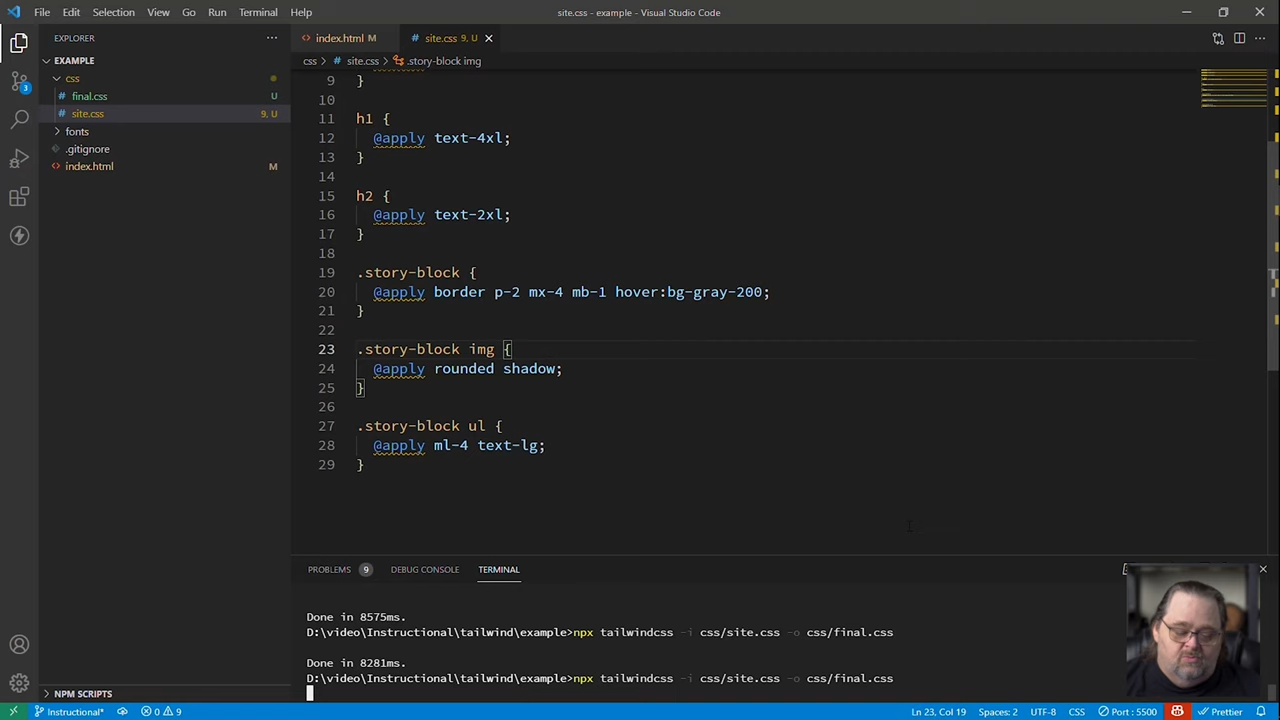 File Edit Selection View Go Run Terminal Help
site.css - example - Visual Studio Code
EXPLORER
EXAMPLE
css
final.css U
site.css 9, U
fonts
.gitignore
index.html M
NPM SCRIPTS
3
index.html M
site.css 9, U
css > site.css > .story-block img
9 }
10
11 h1 {
12 @apply text-4xl;
13 }
14
15 h2 {
16 @apply text-2xl;
17 }
18
19 .story-block {
20 @apply border p-2 mx-4 mb-1 hover:bg-gray-200;
21 }
22
23 .story-block img {
24 @apply rounded shadow;
25 }
26
27 .story-block ul {
28 @apply ml-4 text-lg;
29 }
PROBLEMS 9 DEBUG CONSOLE TERMINAL
Done in 8575ms.
D:\video\Instructional\tailwind\example>npx tailwindcss -i css/site.css -o css/final.css
Done in 8281ms.
D:\video\Instructional\tailwind\example>npx tailwindcss -i css/site.css -o css/final.css
Instructional* 0 9 Ln 23, Col 19 Spaces: 2 UTF-8 CSS Port : 5500 Prettier